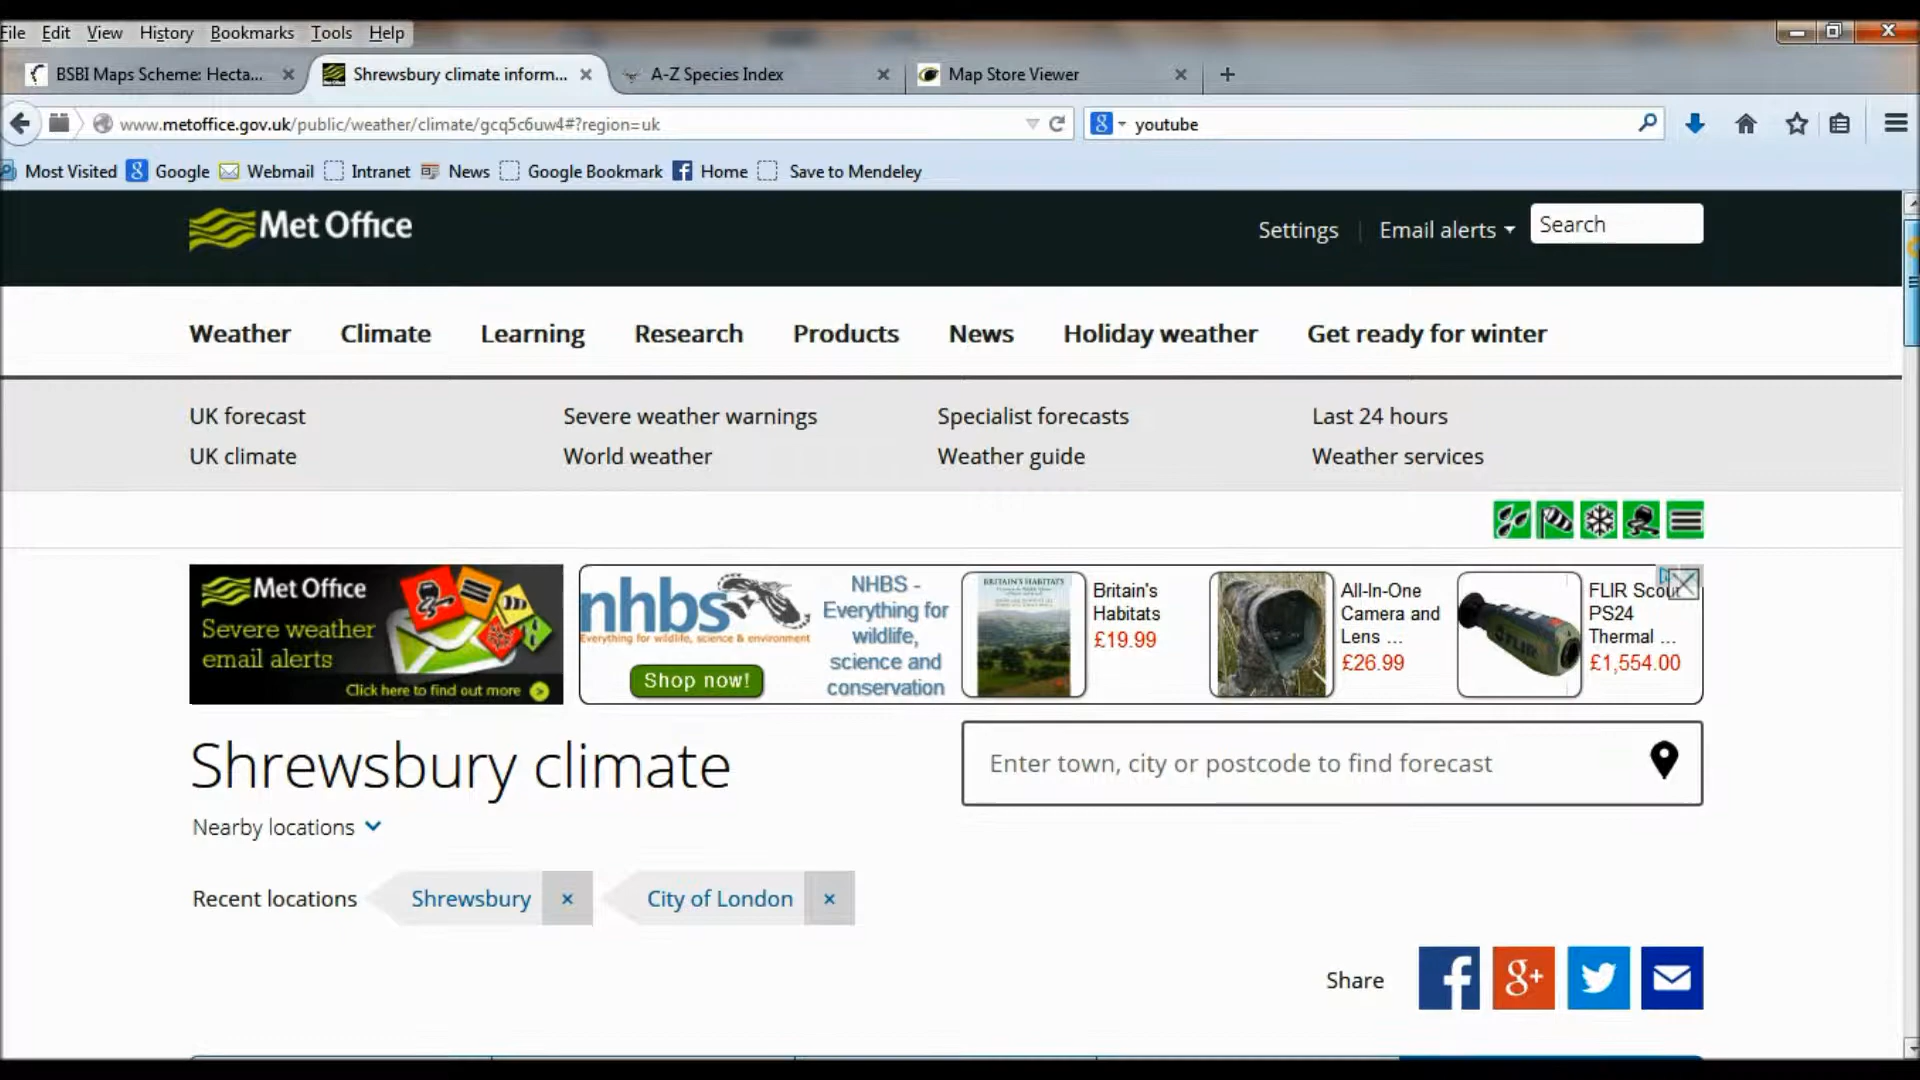 File Edit View History Bookmarks Tools Help
BSBI Maps Scheme: Hecta... Shrewsbury climate inform... A-Z Species Index Map Store Viewer
www.metoffice.gov.uk/public/weather/climate/gcq5c6uw4#?region=uk youtube
Most Visited Google Webmail Intranet News Google Bookmark Home Save to Mendeley
Met Office Settings Email alerts Search
Weather Climate Learning Research Products News Holiday weather Get ready for winter
UK forecast Severe weather warnings Specialist forecasts Last 24 hours
UK climate World weather Weather guide Weather services
Met Office
Severe weather
email alerts
Click here to find out more
nhbs
Everything for wildlife, science & environment
Shop now!
NHBS -
Everything for
wildlife,
science and
conservation
BRITAIN'S HABITATS
Britain's
Habitats
£19.99
All-In-One
Camera and
Lens ...
£26.99
FLIR
FLIR Scout
PS24
Thermal ...
£1,554.00
Shrewsbury climate
Enter town, city or postcode to find forecast
Nearby locations
Recent locations Shrewsbury × City of London ×
Share